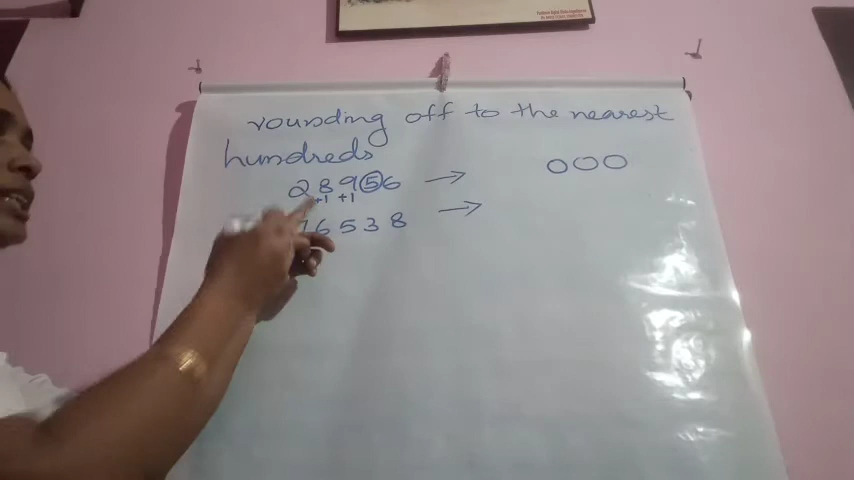 rounding off to the nearest
hundreds
28956 → 000
+1 +1
6538 →